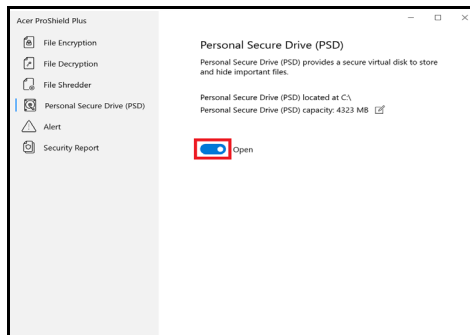 Acer ProShield Plus
File Encryption
File Decryption
File Shredder
Personal Secure Drive (PSD)
Alert
Security Report
Personal Secure Drive (PSD)
Personal Secure Drive (PSD) provides a secure virtual disk to store
and hide important files.
Personal Secure Drive (PSD) located at C:\
Personal Secure Drive (PSD) capacity: 4323 MB
Open